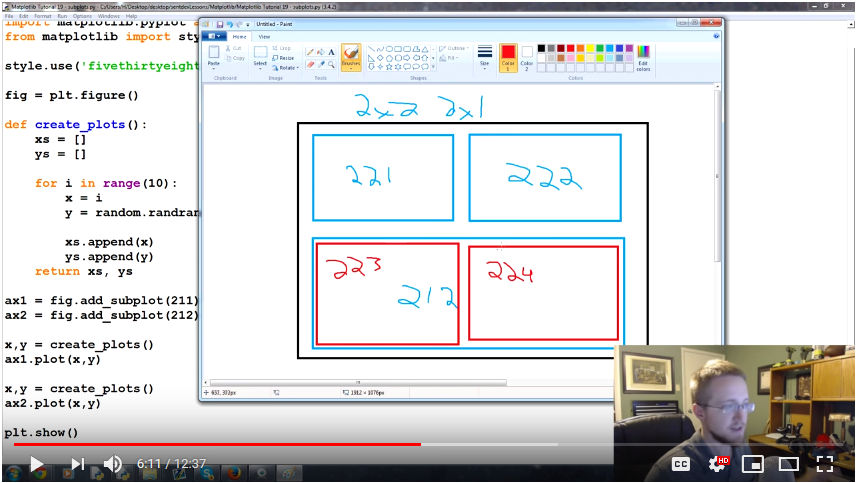 Matplotlib Tutorial 19 - subplots.py - C:/Users/H/Desktop/desktop/sentdexLessons/Matplotlib/Matplotlib Tutorial 19 - subplots.py (3.4.2)
File Edit Format Run Options Windows Help
import matplotlib.pyplot
from matplotlib import sty
style.use('fivethirtyeight
fig = plt.figure()
def create_plots():
xs = []
ys = []
for i in range(10):
x = i
y = random.randran
xs.append(x)
ys.append(y)
return xs, ys
ax1 = fig.add_subplot(211)
ax2 = fig.add_subplot(212)
x,y = create_plots()
ax1.plot(x,y)
x,y = create_plots()
ax2.plot(x,y)
plt.show()
Untitled - Paint
Home View
Paste
Cut
Copy
Clipboard
Select
Crop
Resize
Rotate
Image
Tools
Brushes
Shapes
Outline
Fill
Size
Color 1
Color 2
Edit colors
Colors
2x2 2x1
221 222
223 224
212
1912 × 1076px
6:11 / 12:37
CC
HD